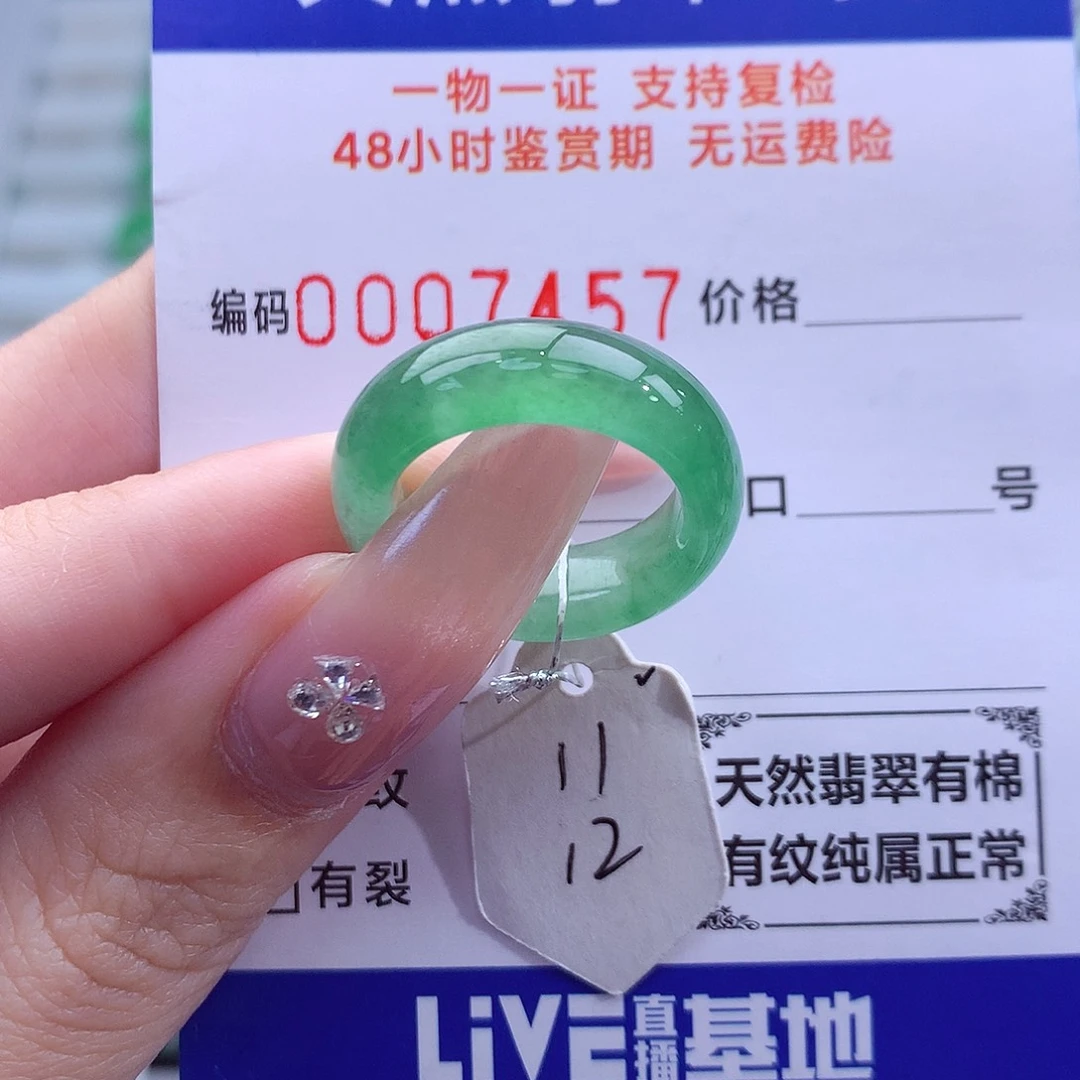 一物一证 支持复检
48小时鉴赏期 无运费险
编码0007457 价格
口 号
11
12
纹
有裂
天然翡翠有棉
有纹纯属正常
LiVE直播基地